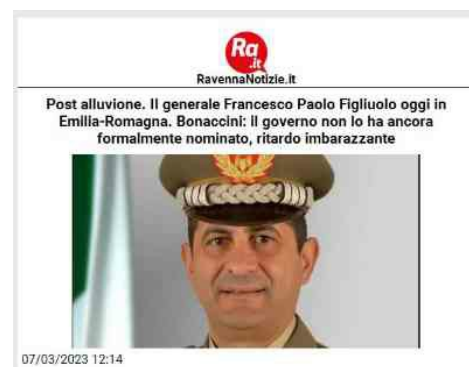 Ra
.it
RavennaNotizie.it
Post alluvione. Il generale Francesco Paolo Figliuolo oggi in
Emilia-Romagna. Bonaccini: il governo non lo ha ancora
formalmente nominato, ritardo imbarazzante
07/03/2023 12:14